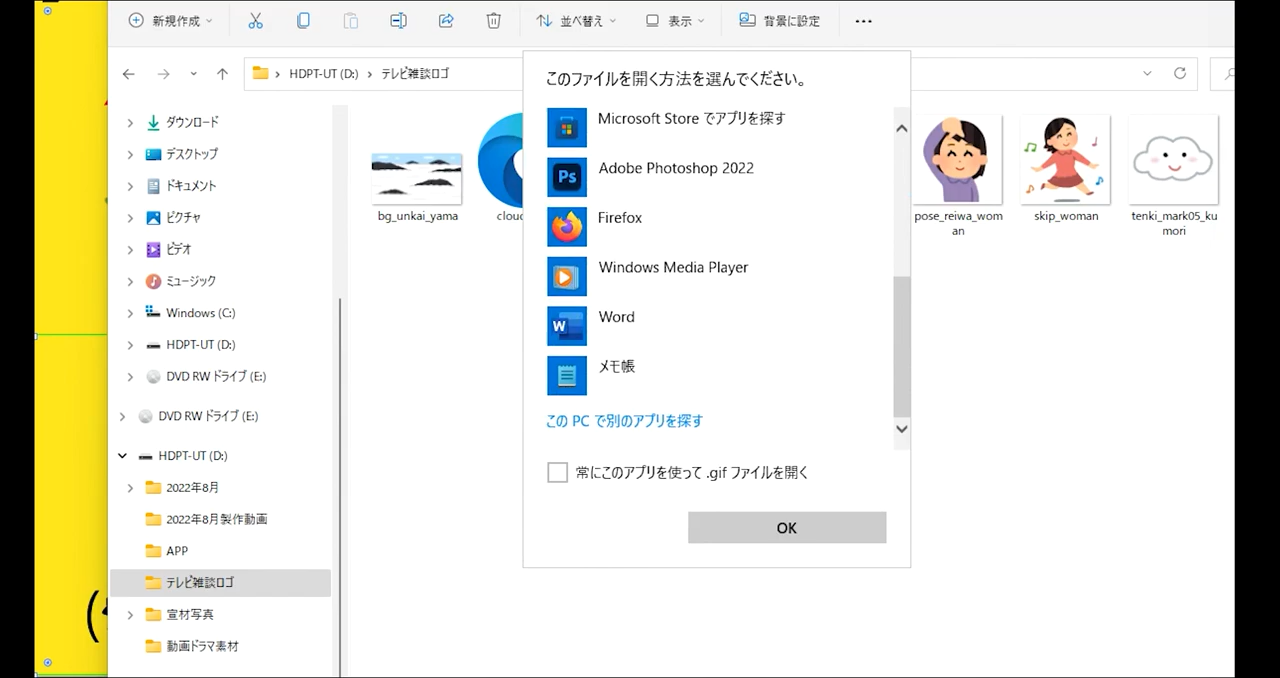 新規作成
並べ替え
表示
背景に設定
HDPT-UT (D:)
テレビ雑談ロゴ
ダウンロード
デスクトップ
ドキュメント
ピクチャ
ビデオ
ミュージック
Windows (C:)
HDPT-UT (D:)
DVD RW ドライブ (E:)
DVD RW ドライブ (E:)
HDPT-UT (D:)
2022年8月
2022年8月製作動画
APP
テレビ雑談ロゴ
宣材写真
動画ドラマ素材
bg_unkai_yama
このファイルを開く方法を選んでください。
Microsoft Store でアプリを探す
Adobe Photoshop 2022
Ps
Firefox
Windows Media Player
Word
W
メモ帳
この PC で別のアプリを探す
常にこのアプリを使って .gif ファイルを開く
OK
pose_reiwa_wom
an
skip_woman
tenki_mark05_ku
mori